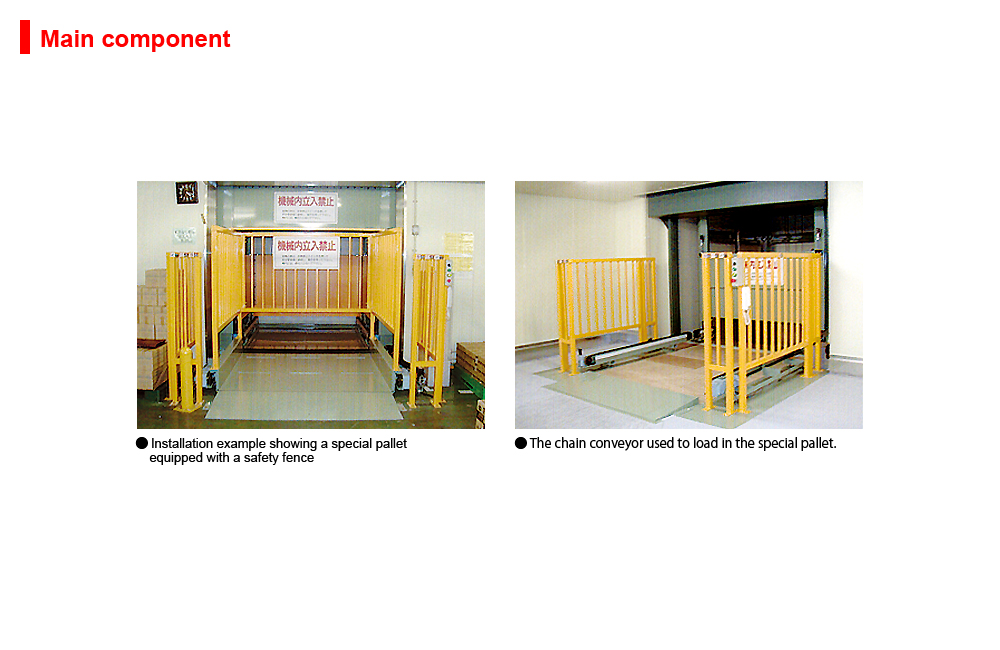 Main component
機械内立入禁止
機械内立入禁止
● Installation example showing a special pallet
equipped with a safety fence
● The chain conveyor used to load in the special pallet.